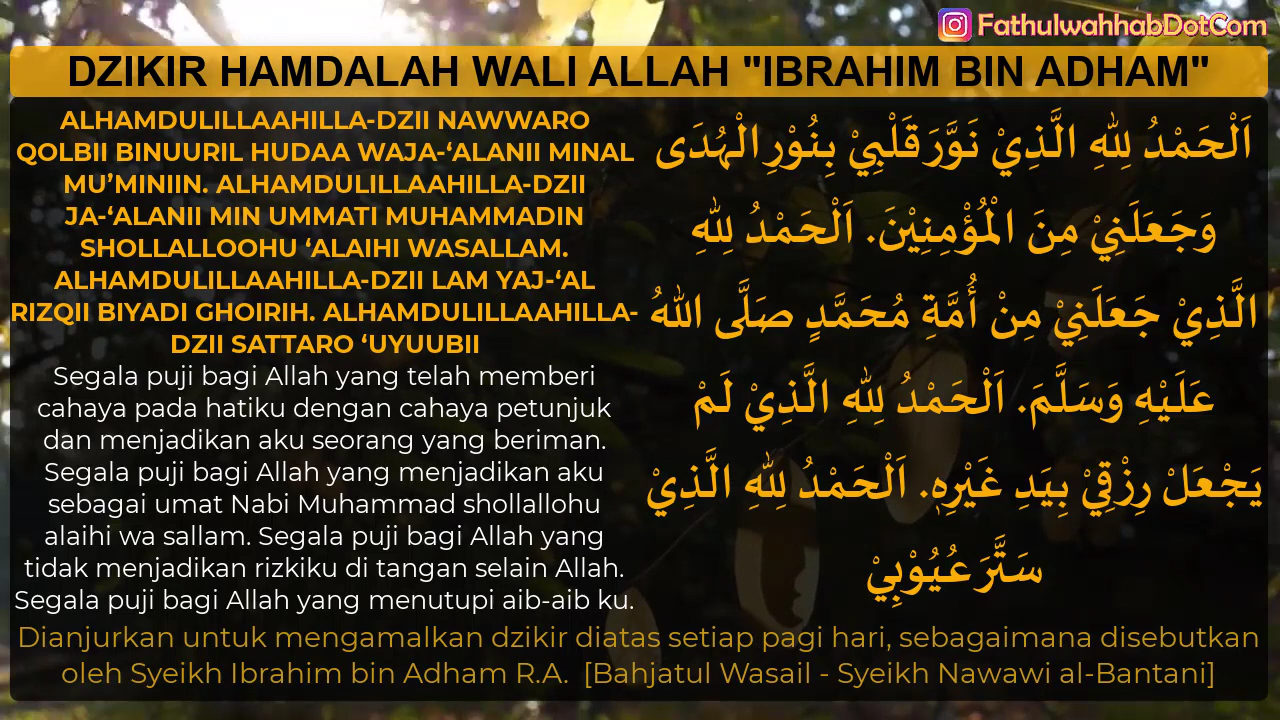 FathulwahhabDotCom
DZIKIR HAMDALAH WALI ALLAH "IBRAHIM BIN ADHAM"
ALHAMDULILLAAHILLA-DZII NAWWARO
QOLBII BINUURIL HUDAA WAJA-‘ALANII MINAL
MU’MINIIN. ALHAMDULILLAAHILLA-DZII
JA-‘ALANII MIN UMMATI MUHAMMADIN
SHOLLALLOOHU ‘ALAIHI WASALLAM.
ALHAMDULILLAAHILLA-DZII LAM YAJ-‘AL
RIZQII BIYADI GHOIRIH. ALHAMDULILLAAHILLA-
DZII SATTARO ‘UYUUBII
Segala puji bagi Allah yang telah memberi
cahaya pada hatiku dengan cahaya petunjuk
dan menjadikan aku seorang yang beriman.
Segala puji bagi Allah yang menjadikan aku
sebagai umat Nabi Muhammad shollallohu
alaihi wa sallam. Segala puji bagi Allah yang
tidak menjadikan rizkiku di tangan selain Allah.
Segala puji bagi Allah yang menutupi aib-aib ku.
اَلْحَمْدُ لِلّٰهِ الَّذِيْ نَوَّرَ قَلْبِيْ بِنُوْرِ الْهُدَى
وَجَعَلَنِيْ مِنَ الْمُؤْمِنِيْنَ. اَلْحَمْدُ لِلّٰهِ
الَّذِيْ جَعَلَنِيْ مِنْ أُمَّةِ مُحَمَّدٍ صَلَّى اللهُ
عَلَيْهِ وَسَلَّمَ. اَلْحَمْدُ لِلّٰهِ الَّذِيْ لَمْ
يَجْعَلْ رِزْقِيْ بِيَدِ غَيْرِهٖ. اَلْحَمْدُ لِلّٰهِ الَّذِيْ
سَتَّرَ عُيُوْبِيْ
Dianjurkan untuk mengamalkan dzikir diatas setiap pagi hari, sebagaimana disebutkan
oleh Syeikh Ibrahim bin Adham R.A. [Bahjatul Wasail - Syeikh Nawawi al-Bantani]